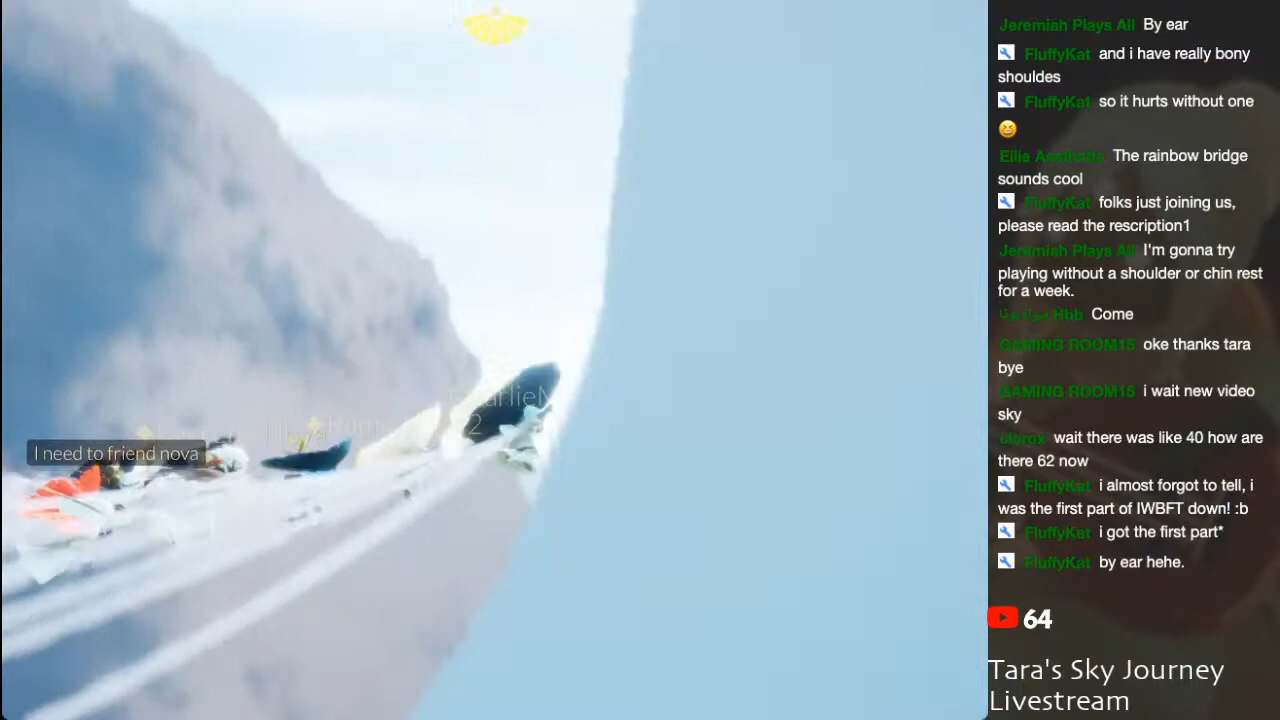 Jeremiah Plays All By ear
FluffyKat and i have really bony
shouldes
FluffyKat so it hurts without one
😆
The rainbow bridge
sounds cool
FluffyKat folks just joining us,
please read the rescription1
Jeremiah Plays All I'm gonna try
playing without a shoulder or chin rest
for a week.
Hbb Come
GAMING ROOM15 oke thanks tara
bye
GAMING ROOM15 i wait new video
sky
wait there was like 40 how are
there 62 now
FluffyKat i almost forgot to tell, i
was the first part of IWBFT down! :b
FluffyKat i got the first part*
FluffyKat by ear hehe.
64
Tara's Sky Journey
Livestream
I need to friend nova